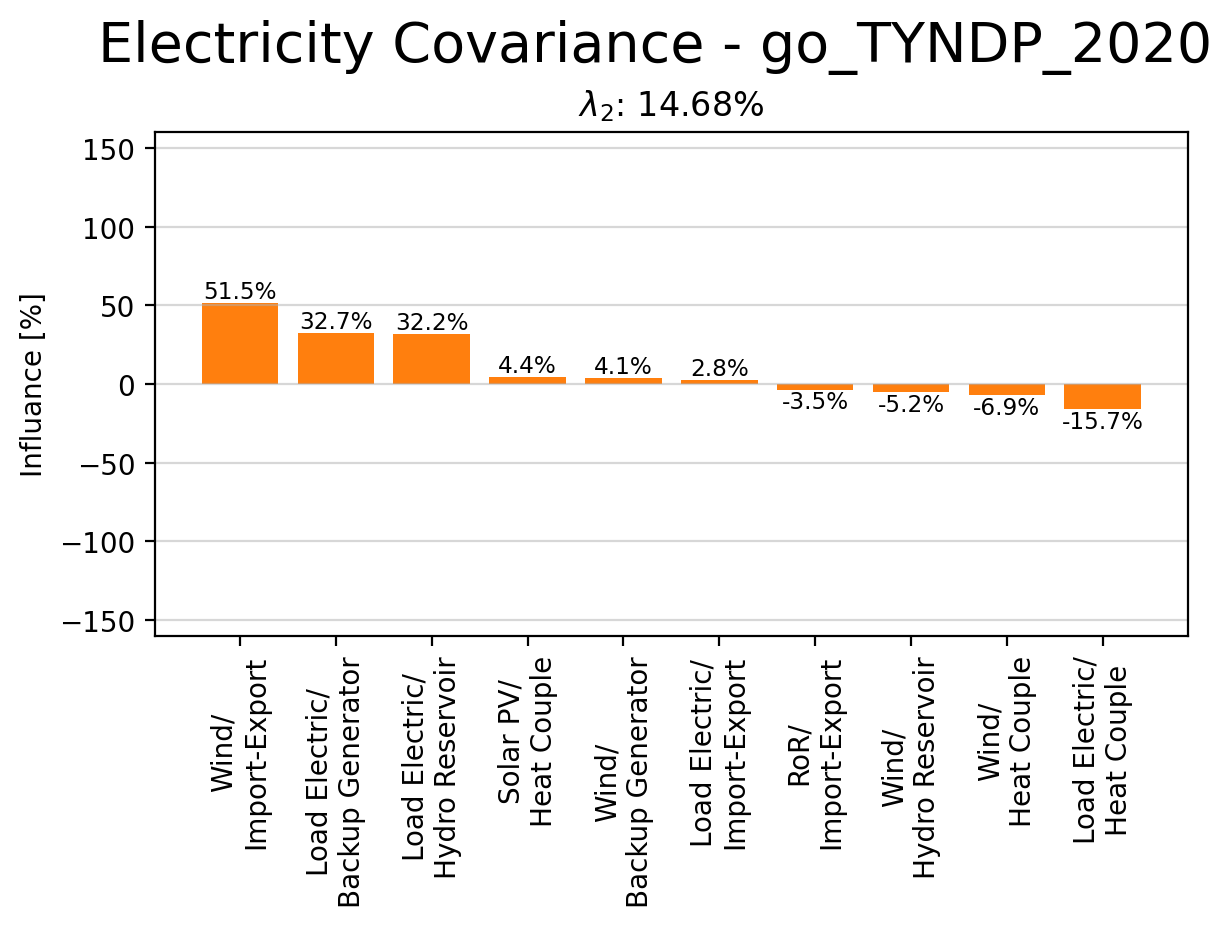 Electricity Covariance - go_TYNDP_2020
λ₂: 14.68%
Influance [%]
150
100
50
0
−50
−100
−150
51.5%
32.7%
32.2%
4.4%
4.1%
2.8%
-3.5%
-5.2%
-6.9%
-15.7%
Wind/
Import-Export
Load Electric/
Backup Generator
Load Electric/
Hydro Reservoir
Solar PV/
Heat Couple
Wind/
Backup Generator
Load Electric/
Import-Export
RoR/
Import-Export
Wind/
Hydro Reservoir
Wind/
Heat Couple
Load Electric/
Heat Couple